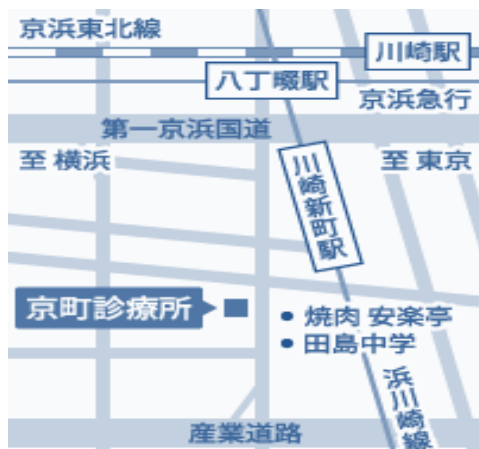 京浜東北線
川崎駅
八丁畷駅
京浜急行
第一京浜国道
至 横浜
至 東京
川崎新町駅
京町診療所
• 焼肉 安楽亭
• 田島中学
浜川崎線
産業道路